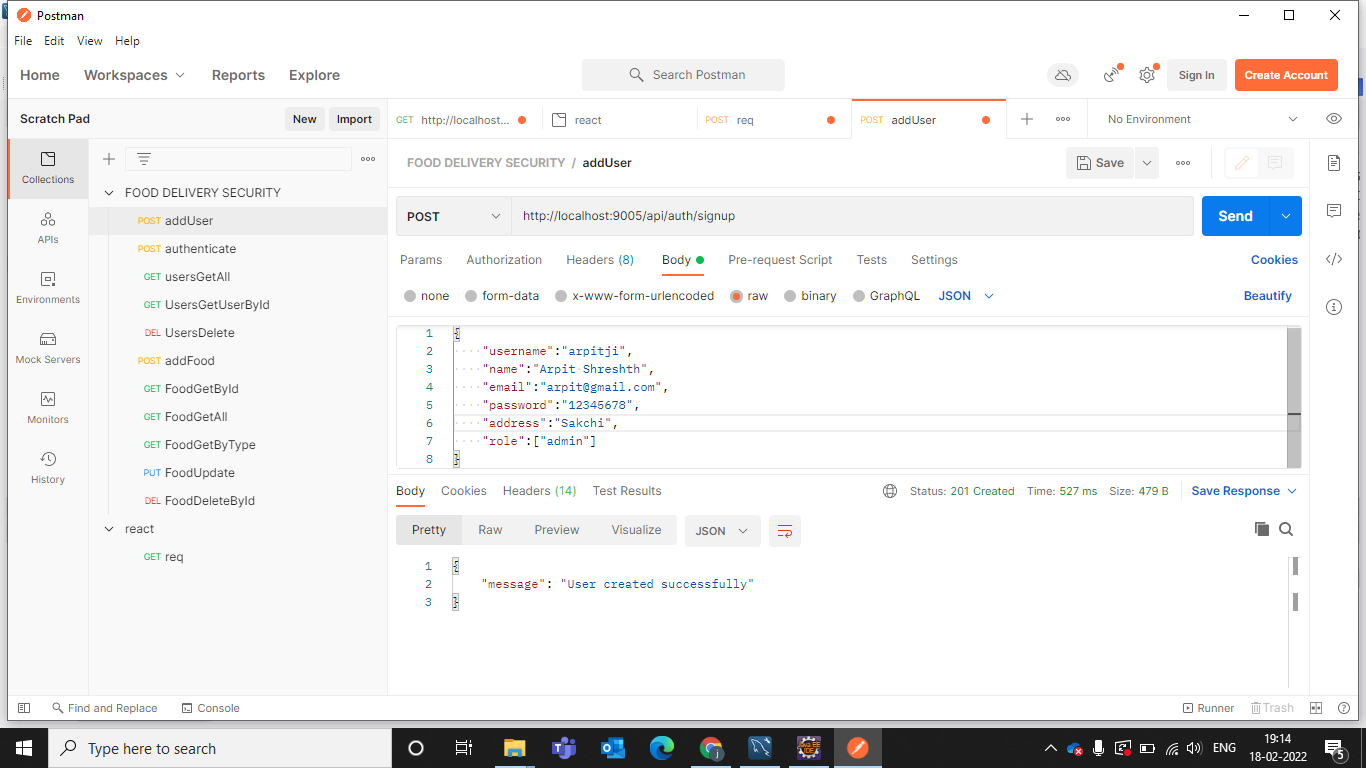 Postman
File Edit View Help
Home Workspaces Reports Explore Search Postman Sign In Create Account
Scratch Pad New Import
GET http://localhost... react POST req POST addUser No Environment
Collections
APIs
Environments
Mock Servers
Monitors
History
FOOD DELIVERY SECURITY
POST addUser
POST authenticate
GET usersGetAll
GET UsersGetUserById
DEL UsersDelete
POST addFood
GET FoodGetById
GET FoodGetAll
GET FoodGetByType
PUT FoodUpdate
DEL FoodDeleteById
react
GET req
FOOD DELIVERY SECURITY / addUser Save
POST http://localhost:9005/api/auth/signup Send
Params Authorization Headers (8) Body Pre-request Script Tests Settings Cookies
none form-data x-www-form-urlencoded raw binary GraphQL JSON Beautify
1 {
2 ····"username":"arpitji",
3 ····"name":"Arpit·Shreshth",
4 ····"email":"arpit@gmail.com",
5 ····"password":"12345678",
6 ····"address":"Sakchi",
7 ····"role":["admin"]
8 }
Body Cookies Headers (14) Test Results Status: 201 Created Time: 527 ms Size: 479 B Save Response
Pretty Raw Preview Visualize JSON
1 {
2 "message": "User created successfully"
3 }
Find and Replace Console Runner Trash
Type here to search
ENG
19:14
18-02-2022
5